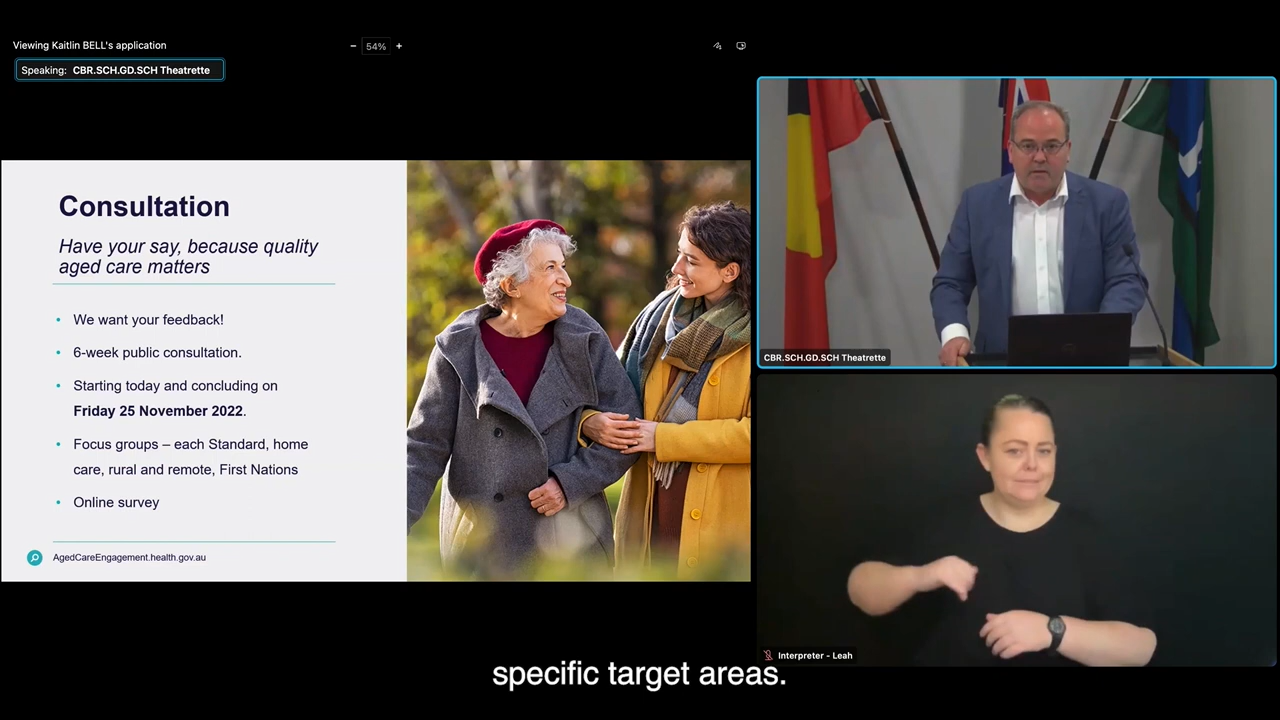 Viewing Kaitlin BELL's application
− 54% +
Speaking: CBR.SCH.GD.SCH Theatrette
Consultation
Have your say, because quality
aged care matters
• We want your feedback!
• 6-week public consultation.
• Starting today and concluding on
Friday 25 November 2022.
• Focus groups – each Standard, home
care, rural and remote, First Nations
• Online survey
AgedCareEngagement.health.gov.au
CBR.SCH.GD.SCH Theatrette
Interpreter - Leah
specific target areas.